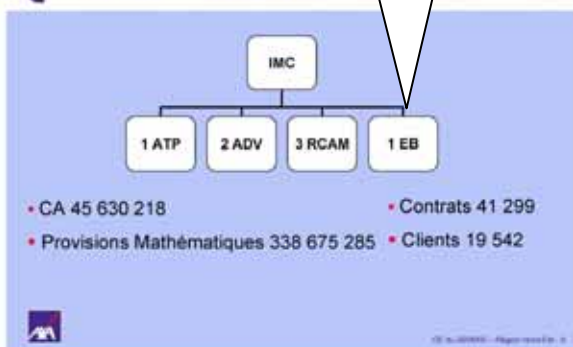 IMC
1 ATP
2 ADV
3 RCAM
1 EB
• CA 45 630 218
• Provisions Mathématiques 338 675 285
• Contrats 41 299
• Clients 19 542
AXA